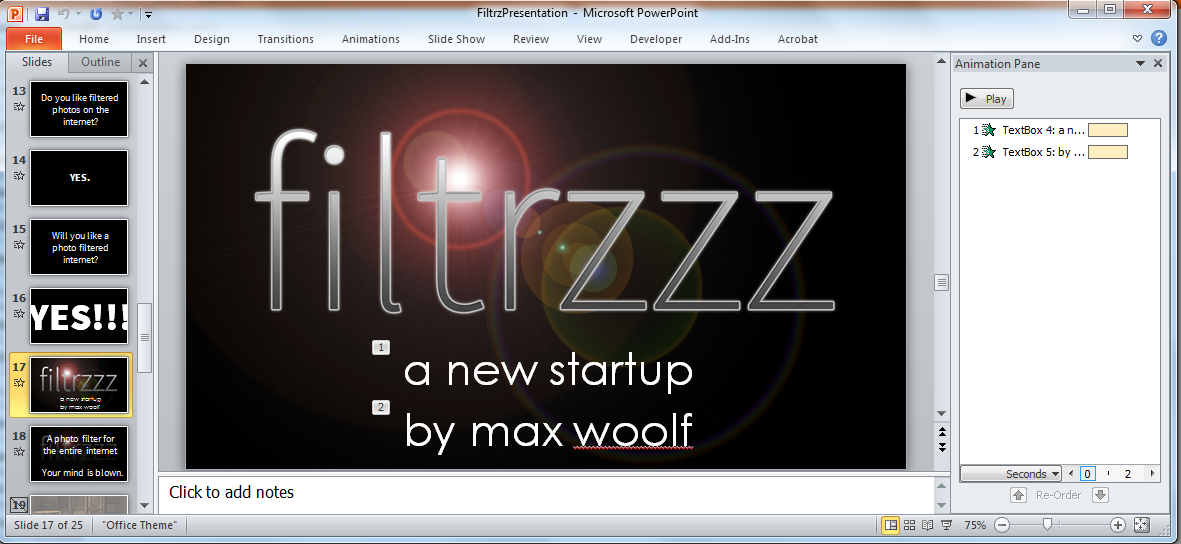 FiltrzPresentation - Microsoft PowerPoint
File Home Insert Design Transitions Animations Slide Show Review View Developer Add-Ins Acrobat
Slides Outline
13
Do you like filtered
photos on the
internet?
14
YES.
15
Will you like a
photo filtered
internet?
16
YES!!!
17
filtrzzz
a new startup
by max woolf
18
A photo filter for
the entire internet
Your mind is blown.
19
filtrzzz
1
a new startup
2
by max woolf
Click to add notes
Animation Pane
Play
1 TextBox 4: a n...
2 TextBox 5: by ...
Seconds 0 2
Re-Order
Slide 17 of 25 "Office Theme" 75%